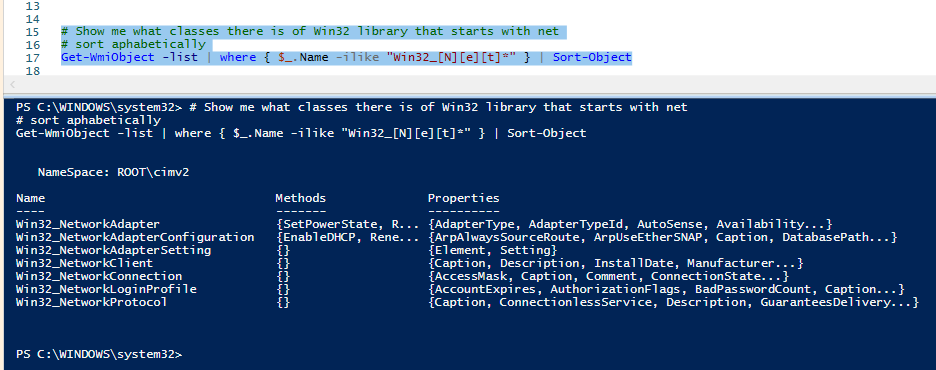 13
14
15 # Show me what classes there is of Win32 library that starts with net
16 # sort aphabetically
17 Get-WmiObject -list | where { $_.Name -ilike "Win32_[N][e][t]*" } | Sort-Object
18
PS C:\WINDOWS\system32> # Show me what classes there is of Win32 library that starts with net
# sort aphabetically
Get-WmiObject -list | where { $_.Name -ilike "Win32_[N][e][t]*" } | Sort-Object
NameSpace: ROOT\cimv2
Name Methods Properties
---- ------- ----------
Win32_NetworkAdapter {SetPowerState, R... {AdapterType, AdapterTypeId, AutoSense, Availability...}
Win32_NetworkAdapterConfiguration {EnableDHCP, Rene... {ArpAlwaysSourceRoute, ArpUseEtherSNAP, Caption, DatabasePath...}
Win32_NetworkAdapterSetting {} {Element, Setting}
Win32_NetworkClient {} {Caption, Description, InstallDate, Manufacturer...}
Win32_NetworkConnection {} {AccessMask, Caption, Comment, ConnectionState...}
Win32_NetworkLoginProfile {} {AccountExpires, AuthorizationFlags, BadPasswordCount, Caption...}
Win32_NetworkProtocol {} {Caption, ConnectionlessService, Description, GuaranteesDelivery...}
PS C:\WINDOWS\system32>